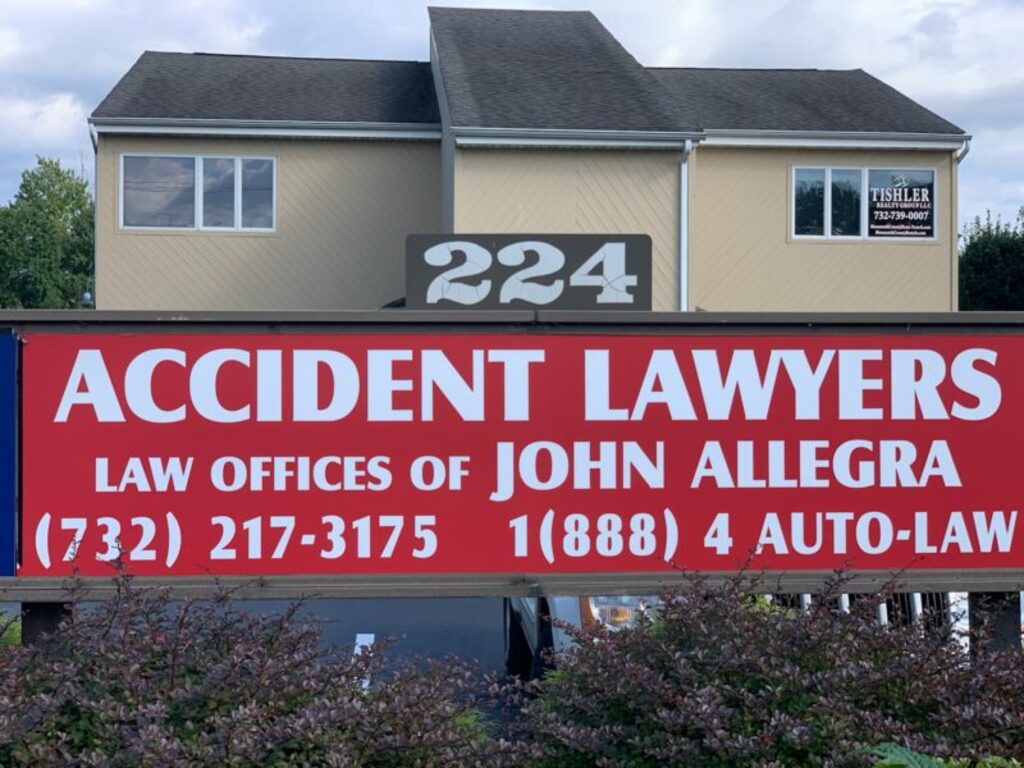 TISHLER
REALTY GROUP LLC
732-739-0007
224
ACCIDENT LAWYERS
LAW OFFICES OF JOHN ALLEGRA
(732) 217-3175 1(888) 4 AUTO-LAW